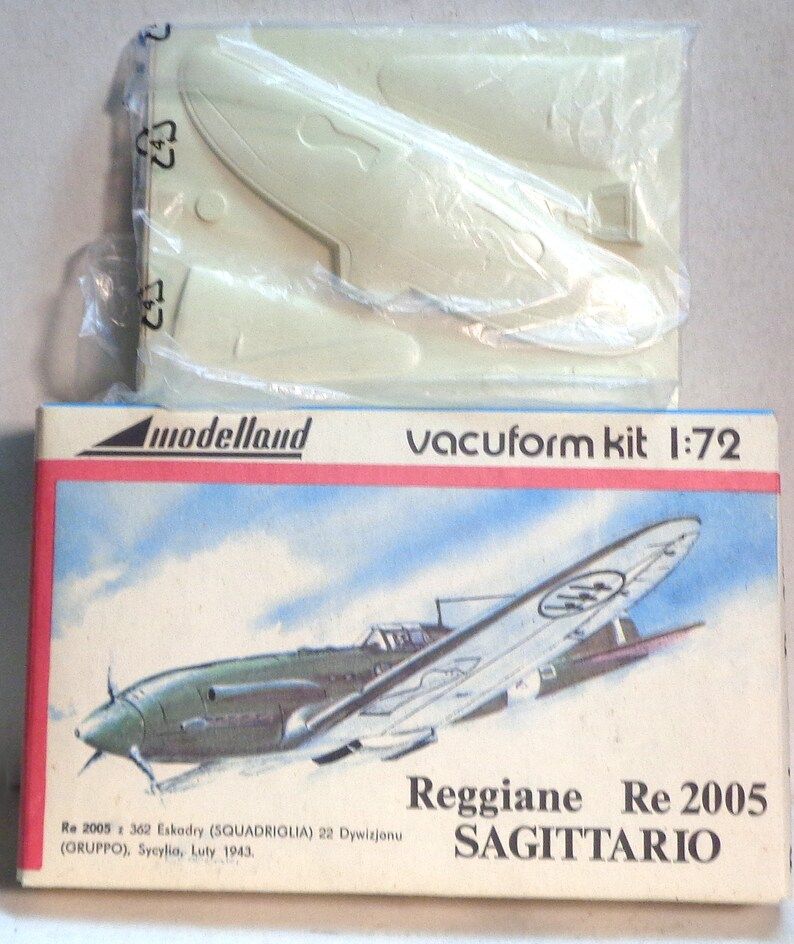 modelland vacuform kit 1:72
Reggiane Re 2005
SAGITTARIO
Re 2005 z 362 Eskadry (SQUADRIGLIA) 22 Dywizjonu
(GRUPPO), Sycylia, Luty 1943.